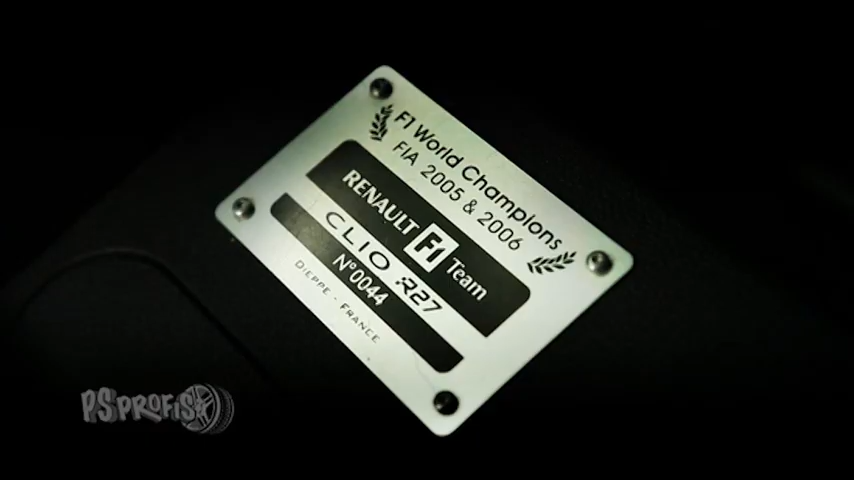 F1 World Champions
FIA 2005 & 2006
RENAULT F1 Team
CLIO R27
N°0044
DIEPPE - FRANCE
PS PROFIS